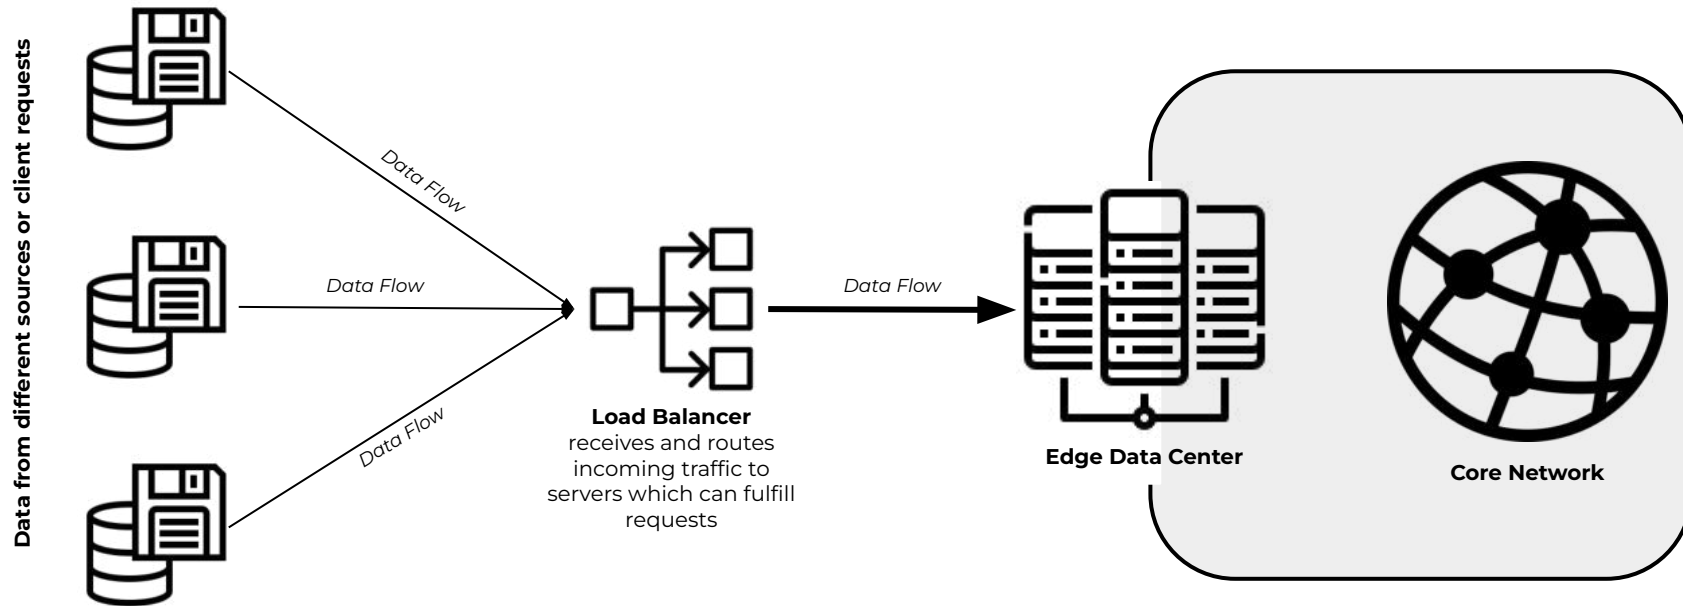 Data from different sources or client requests
Data Flow
Data Flow
Data Flow
Load Balancer
receives and routes
incoming traffic to
servers which can fulfill
requests
Data Flow
Edge Data Center
Core Network